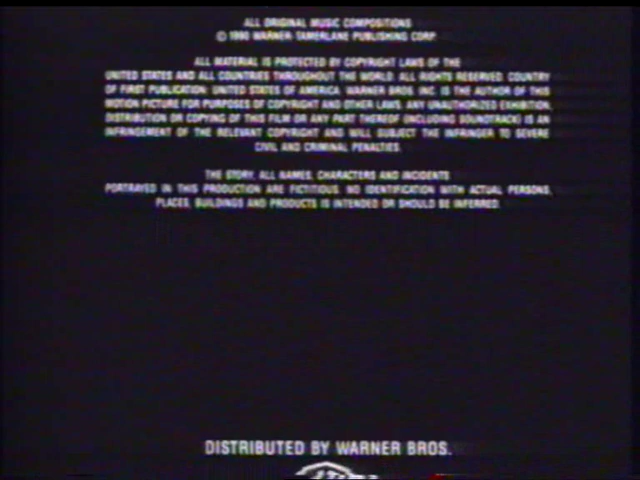 ALL ORIGINAL MUSIC COMPOSITIONS
© 1990 WARNER-TAMERLANE PUBLISHING CORP.
ALL MATERIAL IS PROTECTED BY COPYRIGHT LAWS OF THE
UNITED STATES AND ALL COUNTRIES THROUGHOUT THE WORLD. ALL RIGHTS RESERVED. COUNTRY
OF FIRST PUBLICATION: UNITED STATES OF AMERICA. WARNER BROS. INC. IS THE AUTHOR OF THIS
MOTION PICTURE FOR PURPOSES OF COPYRIGHT AND OTHER LAWS. ANY UNAUTHORIZED EXHIBITION,
DISTRIBUTION OR COPYING OF THIS FILM OR ANY PART THEREOF (INCLUDING SOUNDTRACK) IS AN
INFRINGEMENT OF THE RELEVANT COPYRIGHT AND WILL SUBJECT THE INFRINGER TO SEVERE
CIVIL AND CRIMINAL PENALTIES.
THE STORY, ALL NAMES, CHARACTERS AND INCIDENTS
PORTRAYED IN THIS PRODUCTION ARE FICTITIOUS. NO IDENTIFICATION WITH ACTUAL PERSONS,
PLACES, BUILDINGS AND PRODUCTS IS INTENDED OR SHOULD BE INFERRED.
DISTRIBUTED BY WARNER BROS.